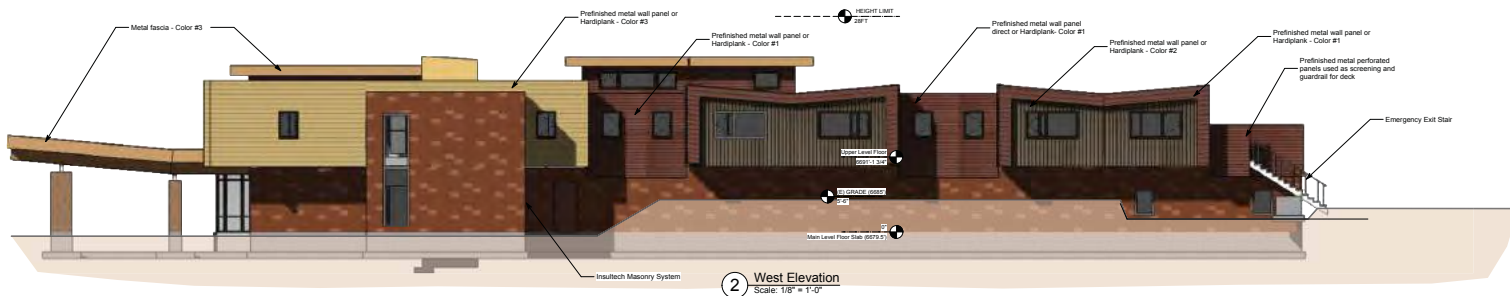 Metal fascia - Color #3
Prefinished metal wall panel or
Hardiplank - Color #3
Prefinished metal wall panel or
Hardiplank - Color #1
HEIGHT LIMIT
28FT
Prefinished metal wall panel
direct or Hardiplank- Color #1
Prefinished metal wall panel or
Hardiplank - Color #2
Prefinished metal wall panel or
Hardiplank - Color #1
Prefinished metal perforated
panels used as screening and
guardrail for deck
Emergency Exit Stair
Upper Level Floor
6691'-1 3/4"
(E) GRADE (6685')
5'-6"
0"
Main Level Floor Slab (6679.5')
Insultech Masonry System
2
West Elevation
Scale: 1/8" = 1'-0"